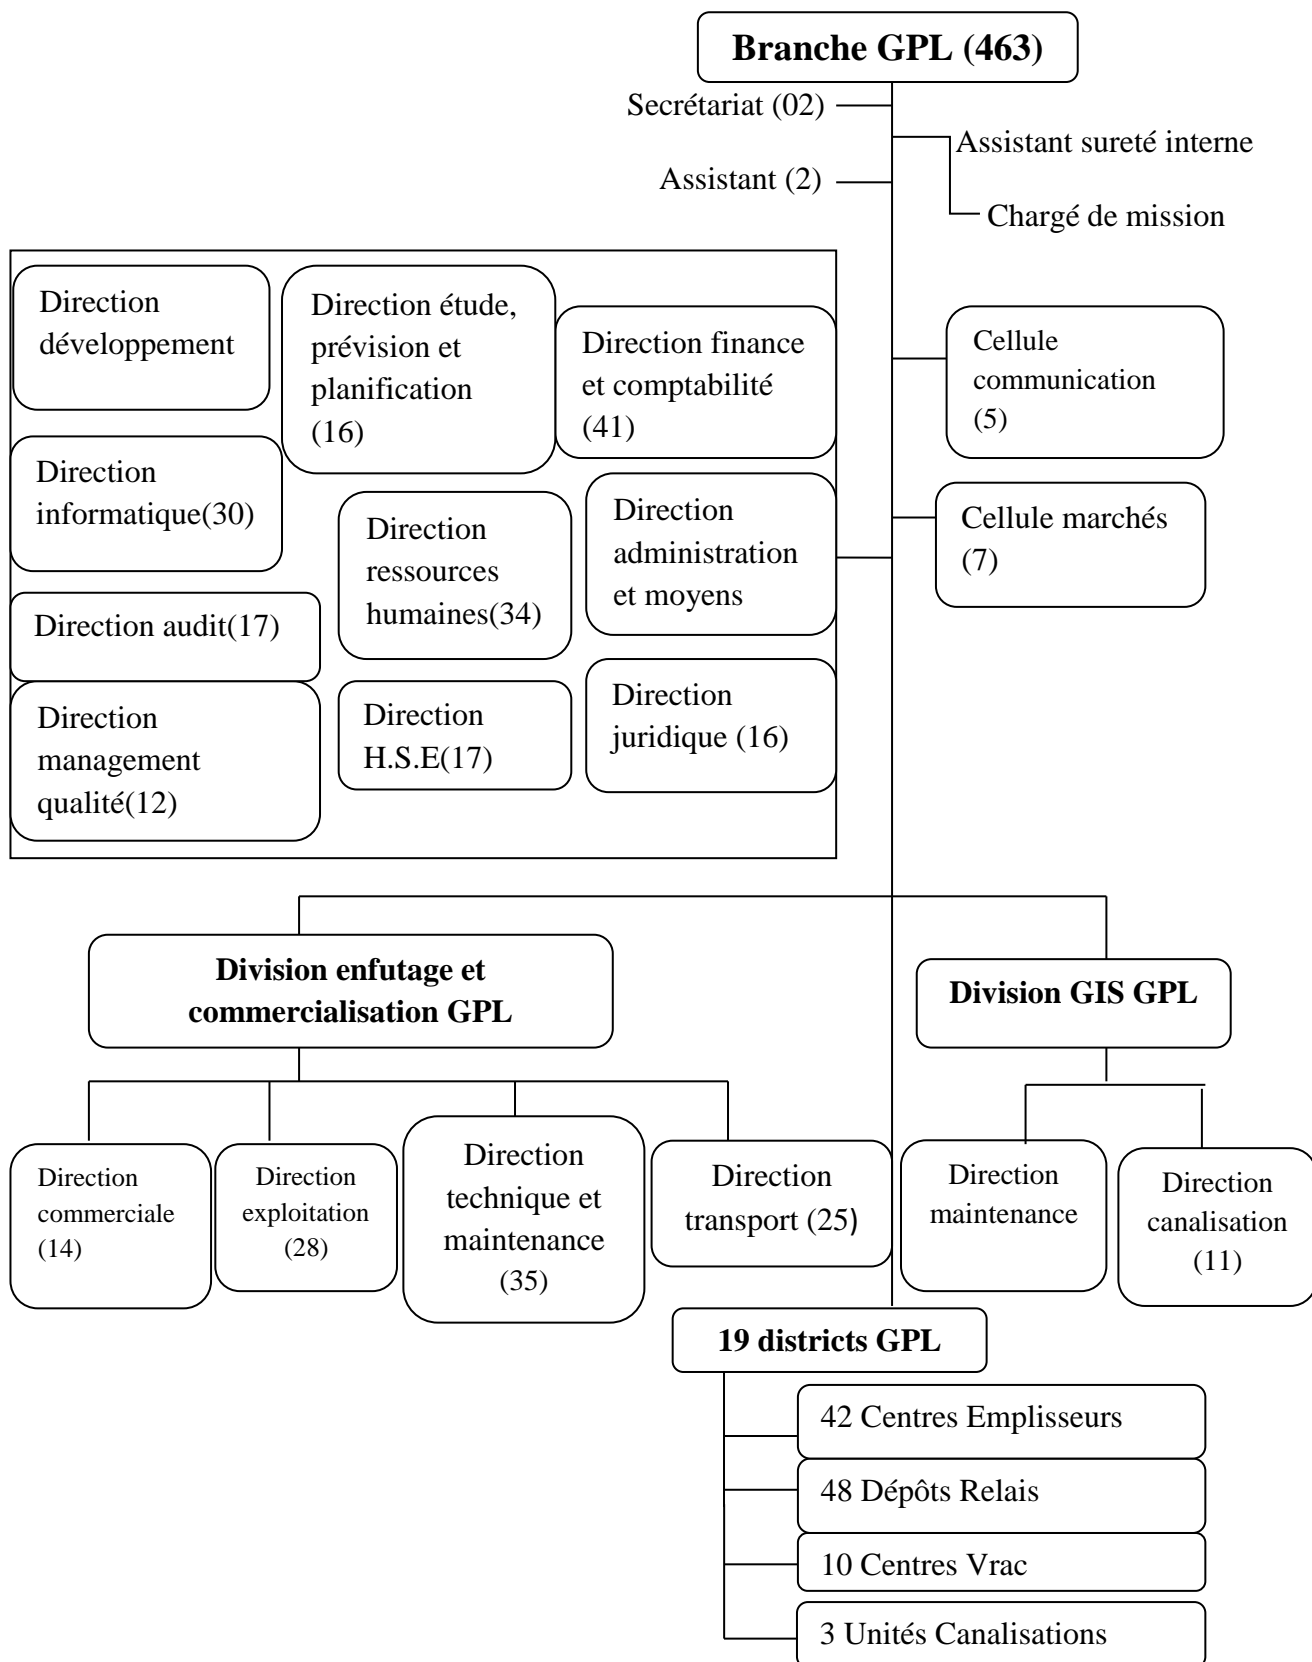 Branche GPL (463)
Secrétariat (02)
Assistant sureté interne
Assistant (2)
Chargé de mission
Direction
développement
Direction étude,
prévision et
planification
(16)
Direction finance
et comptabilité
(41)
Cellule
communication
(5)
Direction
informatique(30)
Direction
ressources
humaines(34)
Direction
administration
et moyens
Cellule marchés
(7)
Direction audit(17)
Direction
management
qualité(12)
Direction
H.S.E(17)
Direction
juridique (16)
Division enfutage et
commercialisation GPL
Division GIS GPL
Direction
commerciale
(14)
Direction
exploitation
(28)
Direction
technique et
maintenance
(35)
Direction
transport (25)
Direction
maintenance
Direction
canalisation
(11)
19 districts GPL
42 Centres Emplisseurs
48 Dépôts Relais
10 Centres Vrac
3 Unités Canalisations